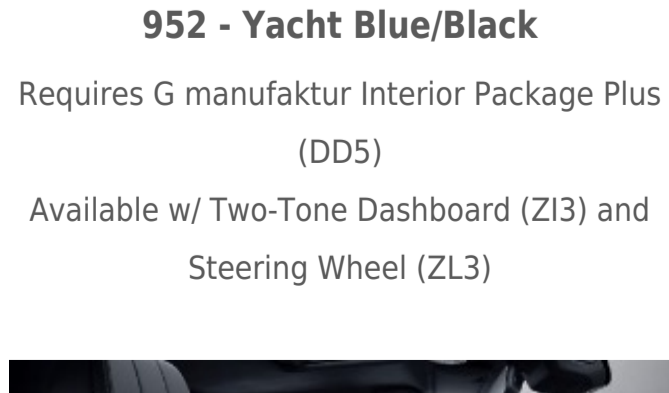 952 - Yacht Blue/Black
Requires G manufaktur Interior Package Plus
(DD5)
Available w/ Two-Tone Dashboard (ZI3) and
Steering Wheel (ZL3)